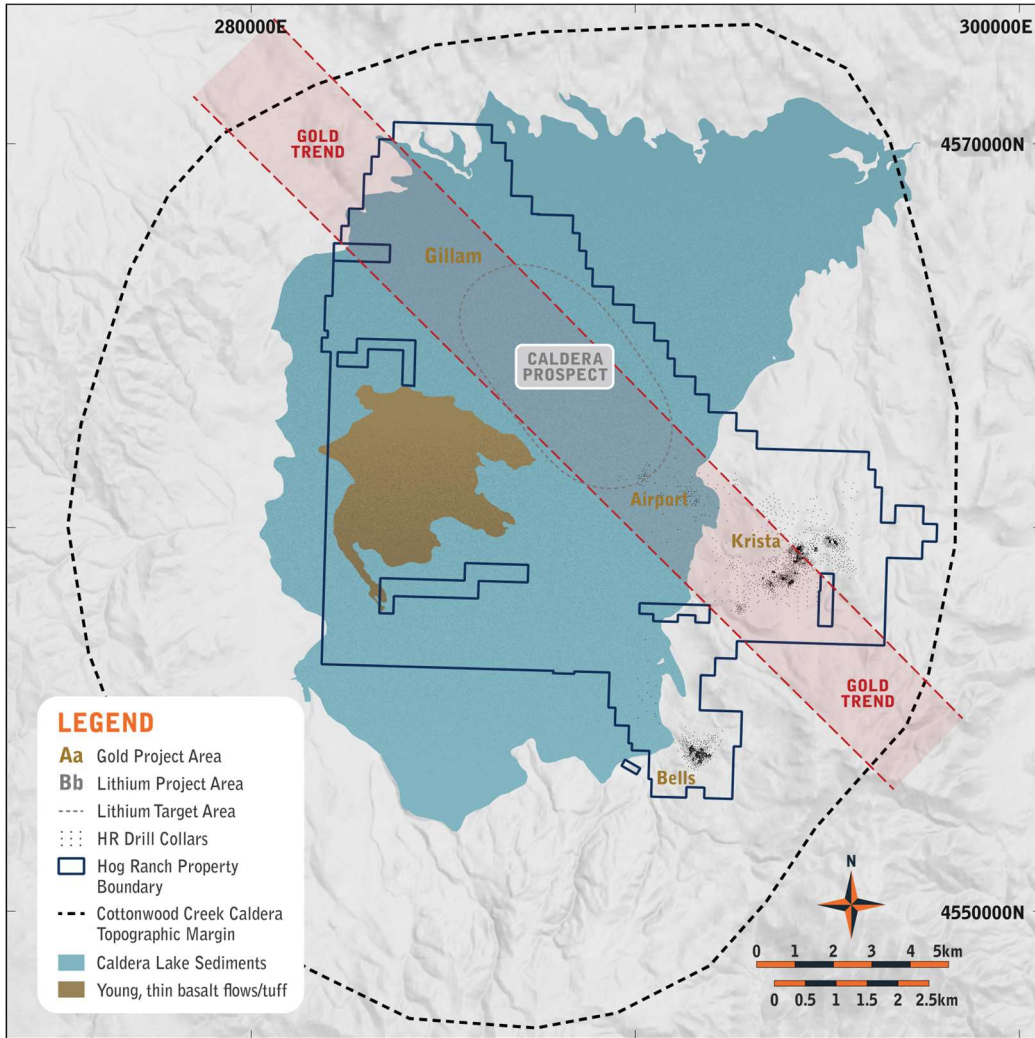 280000E
300000E
GOLD
TREND
4570000N
Gillam
CALDERA
PROSPECT
Airport
Krista
GOLD
TREND
Bells
LEGEND
Aa Gold Project Area
Bb Lithium Project Area
Lithium Target Area
HR Drill Collars
Hog Ranch Property
Boundary
Cottonwood Creek Caldera
Topographic Margin
Caldera Lake Sediments
Young, thin basalt flows/tuff
N
4550000N
0 1 2 3 4 5km
0 0.5 1 1.5 2 2.5km